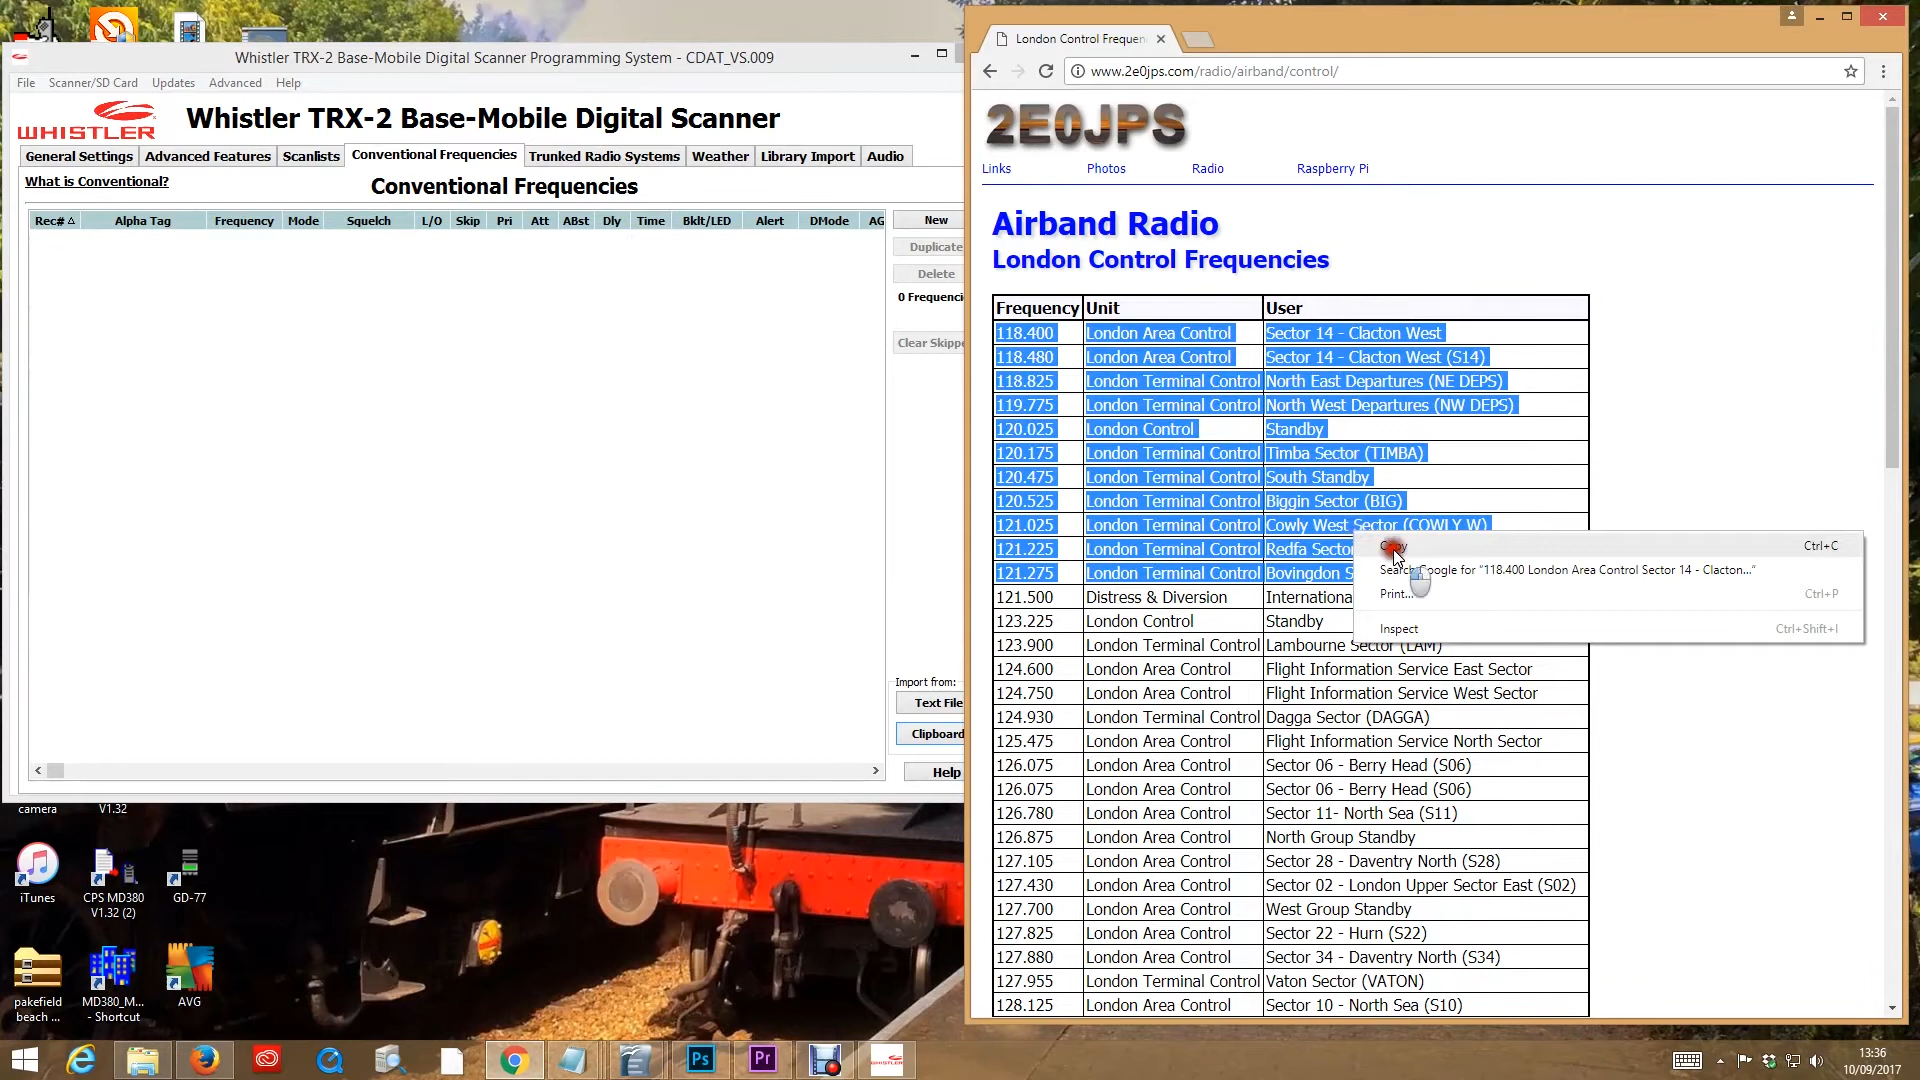 Whistler TRX-2 Base-Mobile Digital Scanner Programming System - CDAT_VS.009
File Scanner/SD Card Updates Advanced Help
WHISTLER
Whistler TRX-2 Base-Mobile Digital Scanner
General Settings Advanced Features Scanlists Conventional Frequencies Trunked Radio Systems Weather Library Import Audio
What is Conventional?
Conventional Frequencies
Rec# Alpha Tag Frequency Mode Squelch L/O Skip Pri Att ABst Dly Time Bklt/LED Alert DMode AG
New
Duplicate
Delete
0 Frequenci
Clear Skippe
Import from:
Text File
Clipboard
Help
camera
V1.32
iTunes
CPS MD380 V1.32 (2)
GD-77
pakefield beach ...
MD380_M... - Shortcut
AVG
London Control Frequen
www.2e0jps.com/radio/airband/control/
2E0JPS
Links Photos Radio Raspberry Pi
Airband Radio
London Control Frequencies
Frequency Unit User
118.400 London Area Control Sector 14 - Clacton West
118.480 London Area Control Sector 14 - Clacton West (S14)
118.825 London Terminal Control North East Departures (NE DEPS)
119.775 London Terminal Control North West Departures (NW DEPS)
120.025 London Control Standby
120.175 London Terminal Control Timba Sector (TIMBA)
120.475 London Terminal Control South Standby
120.525 London Terminal Control Biggin Sector (BIG)
121.025 London Terminal Control Cowly West Sector (COWLY W)
121.225 London Terminal Control Redfa Sector
121.275 London Terminal Control Bovingdon S
121.500 Distress & Diversion Internationa
123.225 London Control Standby
123.900 London Terminal Control Lambourne Sector (LAM)
124.600 London Area Control Flight Information Service East Sector
124.750 London Area Control Flight Information Service West Sector
124.930 London Terminal Control Dagga Sector (DAGGA)
125.475 London Area Control Flight Information Service North Sector
126.075 London Area Control Sector 06 - Berry Head (S06)
126.075 London Area Control Sector 06 - Berry Head (S06)
126.780 London Area Control Sector 11- North Sea (S11)
126.875 London Area Control North Group Standby
127.105 London Area Control Sector 28 - Daventry North (S28)
127.430 London Area Control Sector 02 - London Upper Sector East (S02)
127.700 London Area Control West Group Standby
127.825 London Area Control Sector 22 - Hurn (S22)
127.880 London Area Control Sector 34 - Daventry North (S34)
127.955 London Terminal Control Vaton Sector (VATON)
128.125 London Area Control Sector 10 - North Sea (S10)
Copy Ctrl+C
Search Google for "118.400 London Area Control Sector 14 - Clacton..."
Print... Ctrl+P
Inspect Ctrl+Shift+I
Ps
Pr
WHISTLER
13:36
10/09/2017